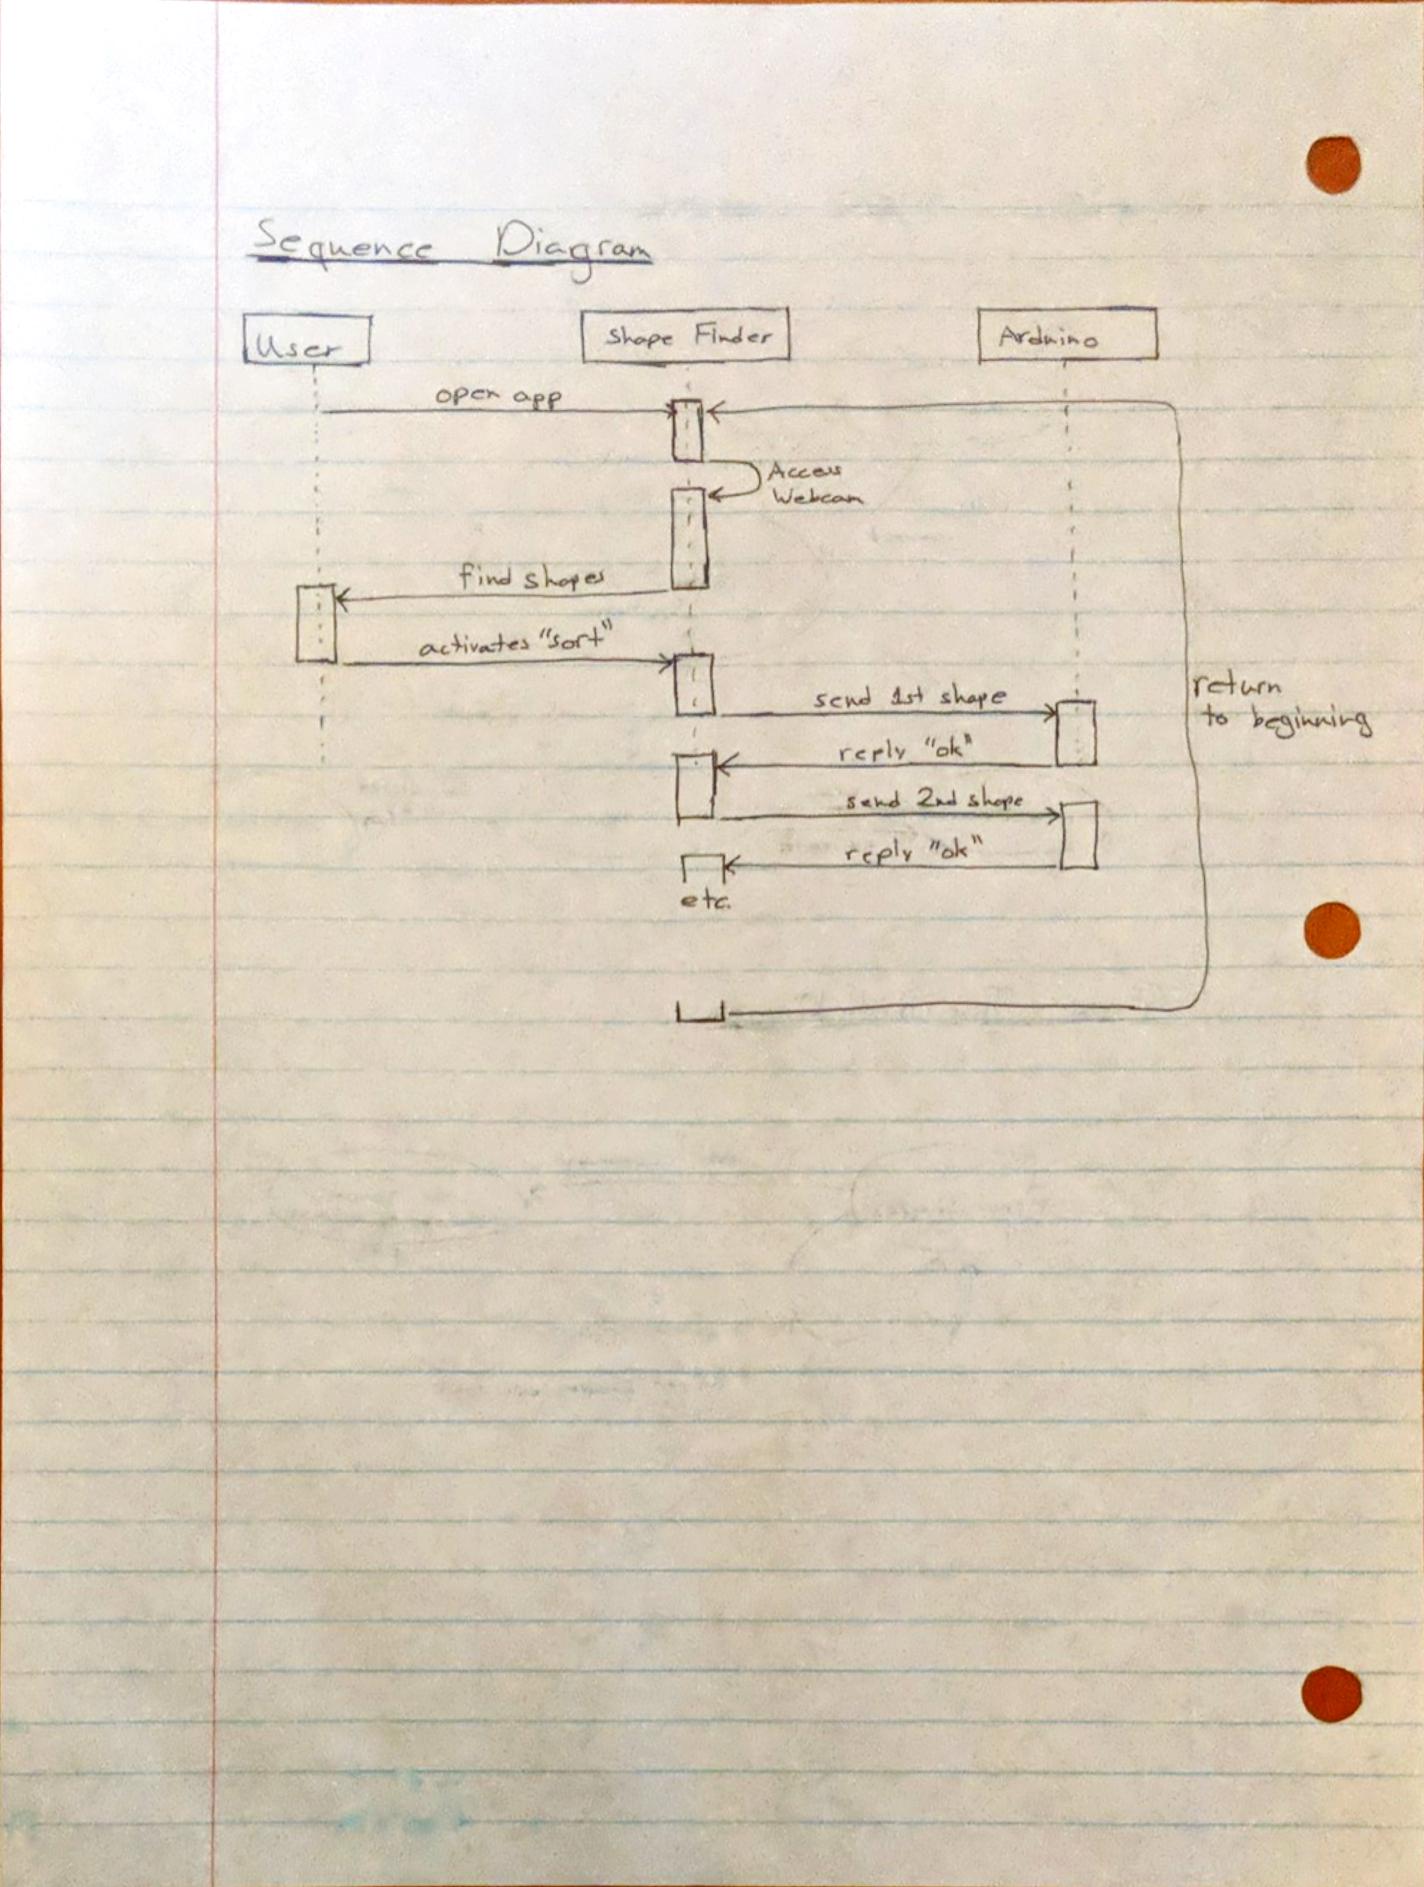 Sequence Diagram
User
Shape Finder
Arduino
open app
Access
Webcam
find shapes
activates "sort"
send 1st shape
return
to beginning
reply "ok"
send 2nd shape
reply "ok"
etc.